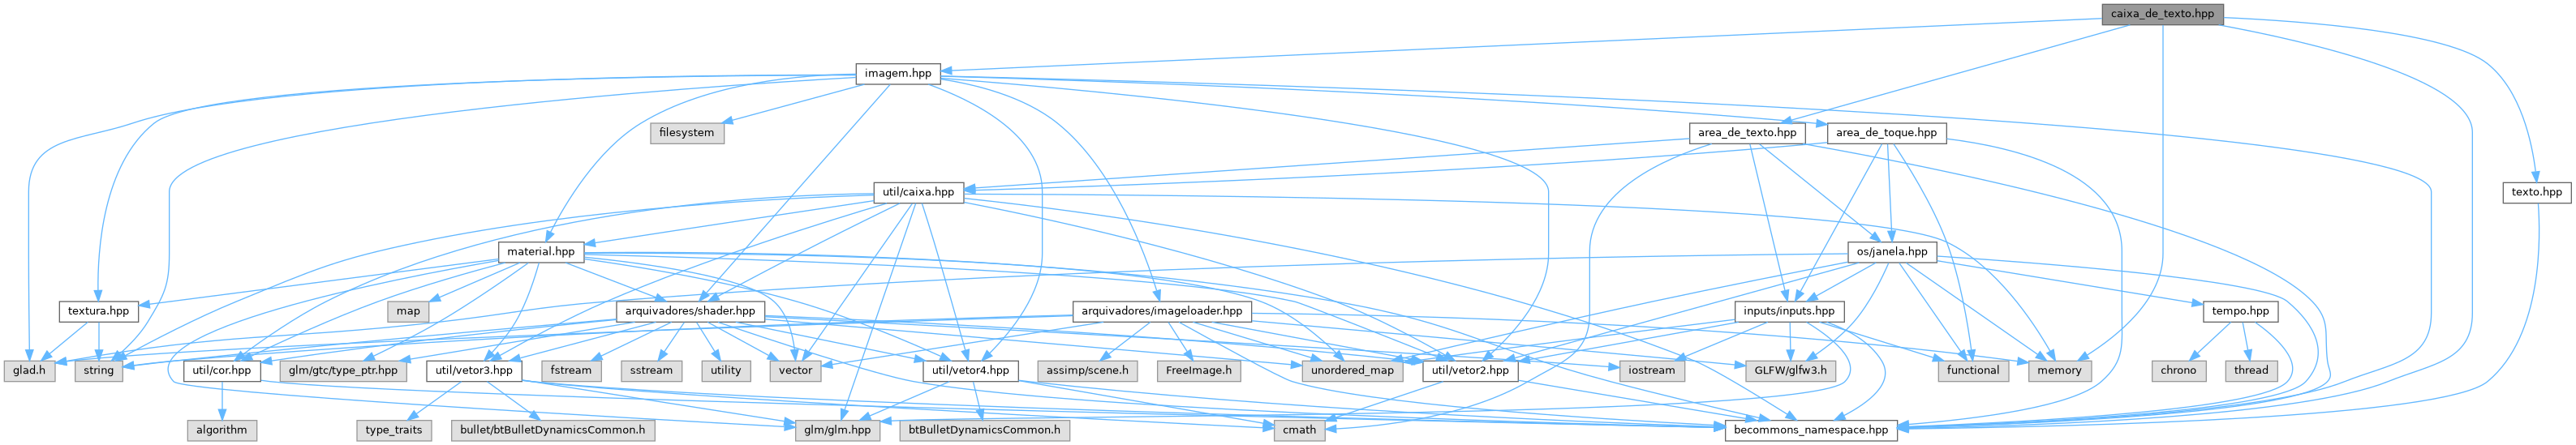 caixa_de_texto.hpp
imagem.hpp
filesystem
area_de_texto.hpp
area_de_toque.hpp
util/caixa.hpp
texto.hpp
material.hpp
os/janela.hpp
textura.hpp
map
arquivadores/shader.hpp
arquivadores/imageloader.hpp
inputs/inputs.hpp
tempo.hpp
glad.h
string
util/cor.hpp
glm/gtc/type_ptr.hpp
util/vetor3.hpp
fstream
sstream
utility
vector
util/vetor4.hpp
assimp/scene.h
FreeImage.h
unordered_map
util/vetor2.hpp
iostream
GLFW/glfw3.h
functional
memory
chrono
thread
algorithm
type_traits
bullet/btBulletDynamicsCommon.h
glm/glm.hpp
btBulletDynamicsCommon.h
cmath
becommons_namespace.hpp